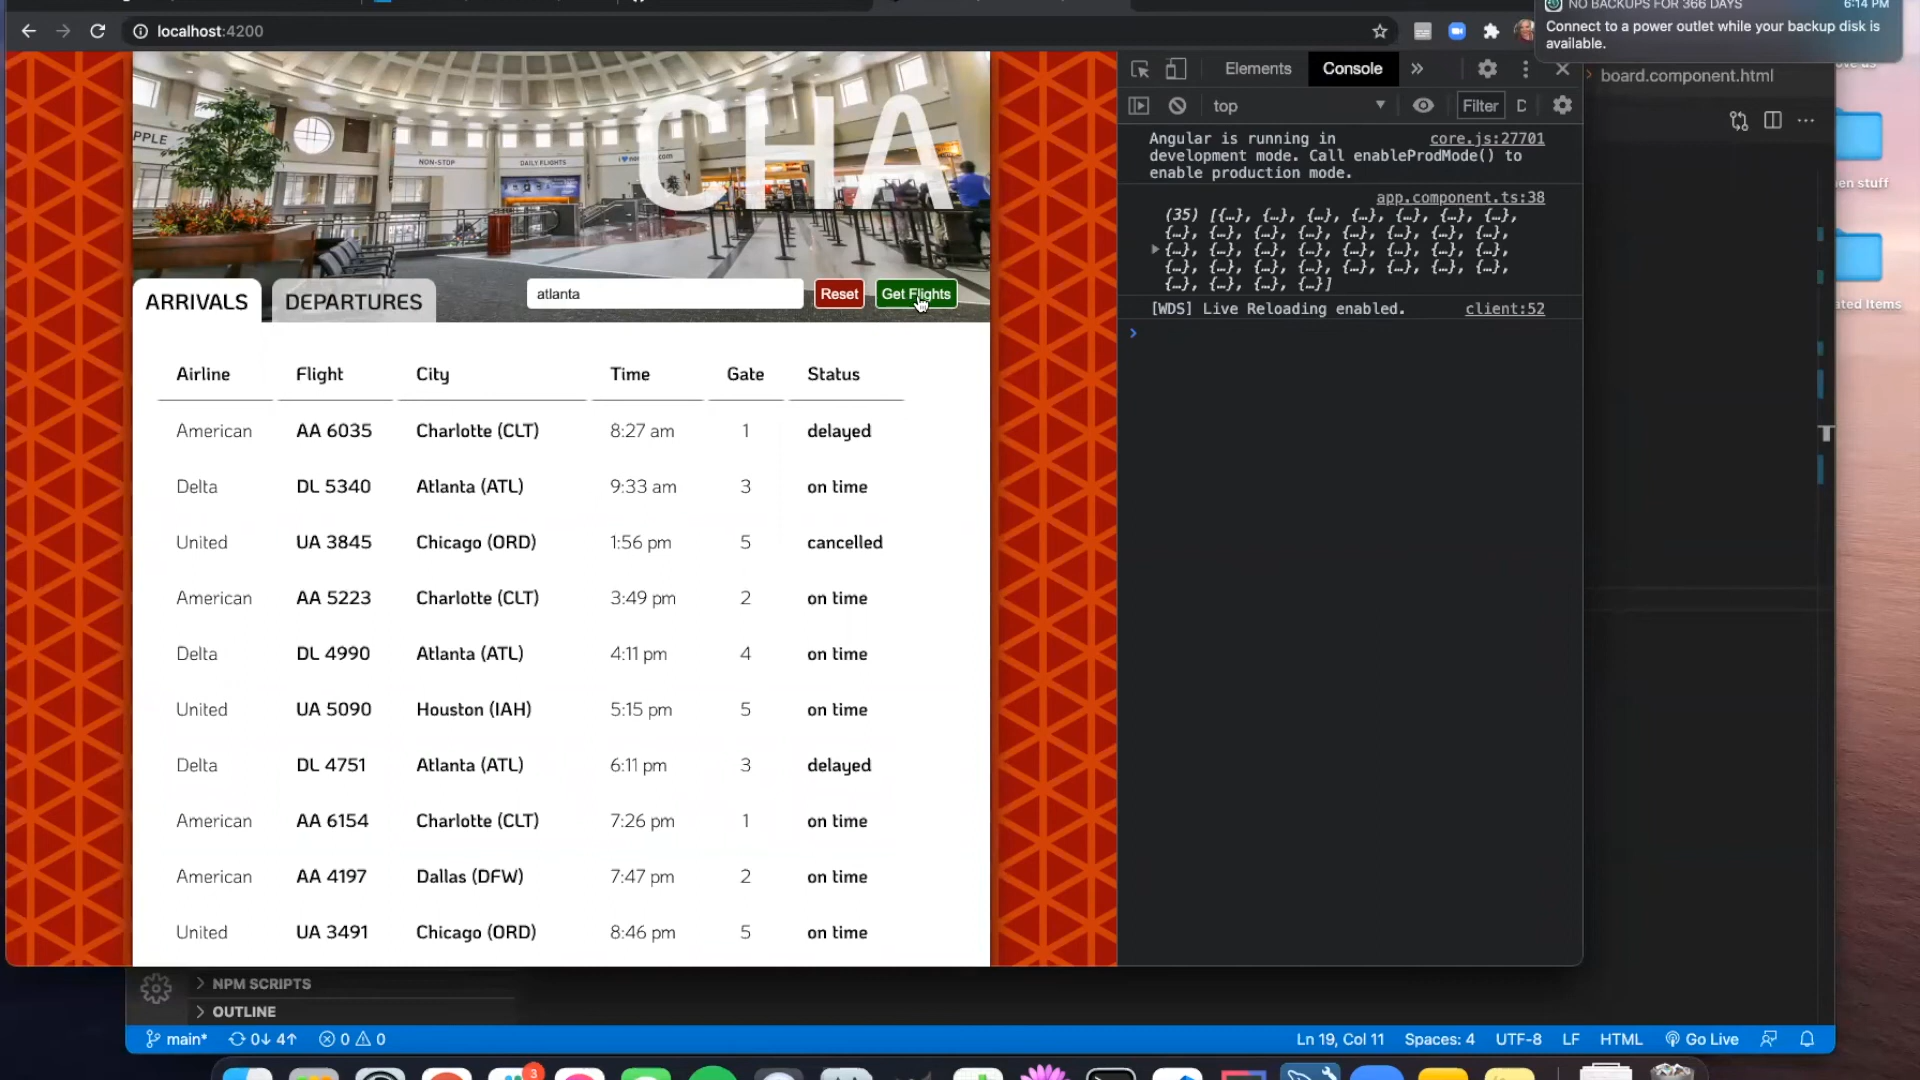 NO BACKUPS FOR 366 DAYS 6:14 PM
Connect to a power outlet while your backup disk is
available.
localhost:4200
board.component.html
Elements Console
top Filter
Angular is running in core.js:27701
development mode. Call enableProdMode() to
enable production mode.
app.component.ts:38
(35) [{…}, {…}, {…}, {…}, {…}, {…}, {…},
{…}, {…}, {…}, {…}, {…}, {…}, {…}, {…},
{…}, {…}, {…}, {…}, {…}, {…}, {…}, {…},
{…}, {…}, {…}, {…}, {…}, {…}, {…}, {…},
{…}, {…}, {…}, {…}]
[WDS] Live Reloading enabled. client:52
CHA
NON-STOP
DAILY FLIGHTS
ARRIVALS DEPARTURES atlanta Reset Get Flights
Airline Flight City Time Gate Status
American AA 6035 Charlotte (CLT) 8:27 am 1 delayed
Delta DL 5340 Atlanta (ATL) 9:33 am 3 on time
United UA 3845 Chicago (ORD) 1:56 pm 5 cancelled
American AA 5223 Charlotte (CLT) 3:49 pm 2 on time
Delta DL 4990 Atlanta (ATL) 4:11 pm 4 on time
United UA 5090 Houston (IAH) 5:15 pm 5 on time
Delta DL 4751 Atlanta (ATL) 6:11 pm 3 delayed
American AA 6154 Charlotte (CLT) 7:26 pm 1 on time
American AA 4197 Dallas (DFW) 7:47 pm 2 on time
United UA 3491 Chicago (ORD) 8:46 pm 5 on time
NPM SCRIPTS
OUTLINE
main* 0↓ 4↑ 0 0 Ln 19, Col 11 Spaces: 4 UTF-8 LF HTML Go Live
3